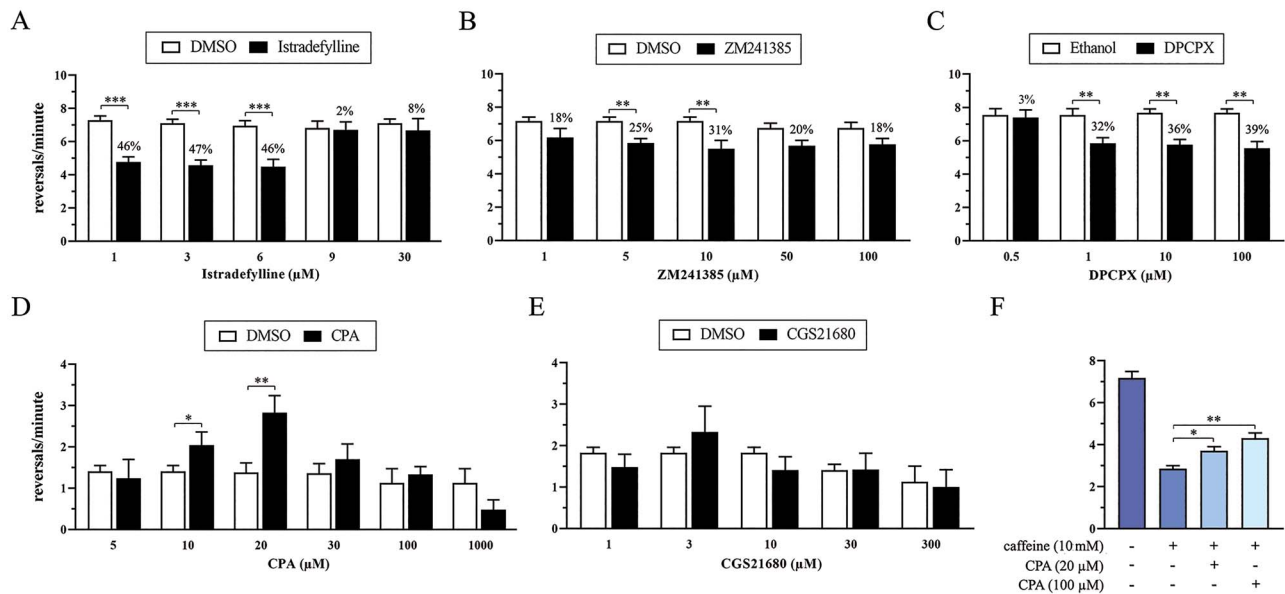 A
DMSO Istradefylline
reversals/minute
10
8
6
4
2
0
*** *** ***
46% 47% 46% 2% 8%
1 3 6 9 30
Istradefylline (µM)
B
DMSO ZM241385
10
8
6
4
2
0
** **
18% 25% 31% 20% 18%
1 5 10 50 100
ZM241385 (µM)
C
Ethanol DPCPX
10
8
6
4
2
0
** ** **
3% 32% 36% 39%
0.5 1 10 100
DPCPX (µM)
D
DMSO CPA
reversals/minute
4
3
2
1
0
* **
5 10 20 30 100 1000
CPA (µM)
E
DMSO CGS21680
4
3
2
1
0
1 3 10 30 300
CGS21680 (µM)
F
8
6
4
2
0
**
*
caffeine (10 mM) - + + +
CPA (20 µM) - - + -
CPA (100 µM) - - - +